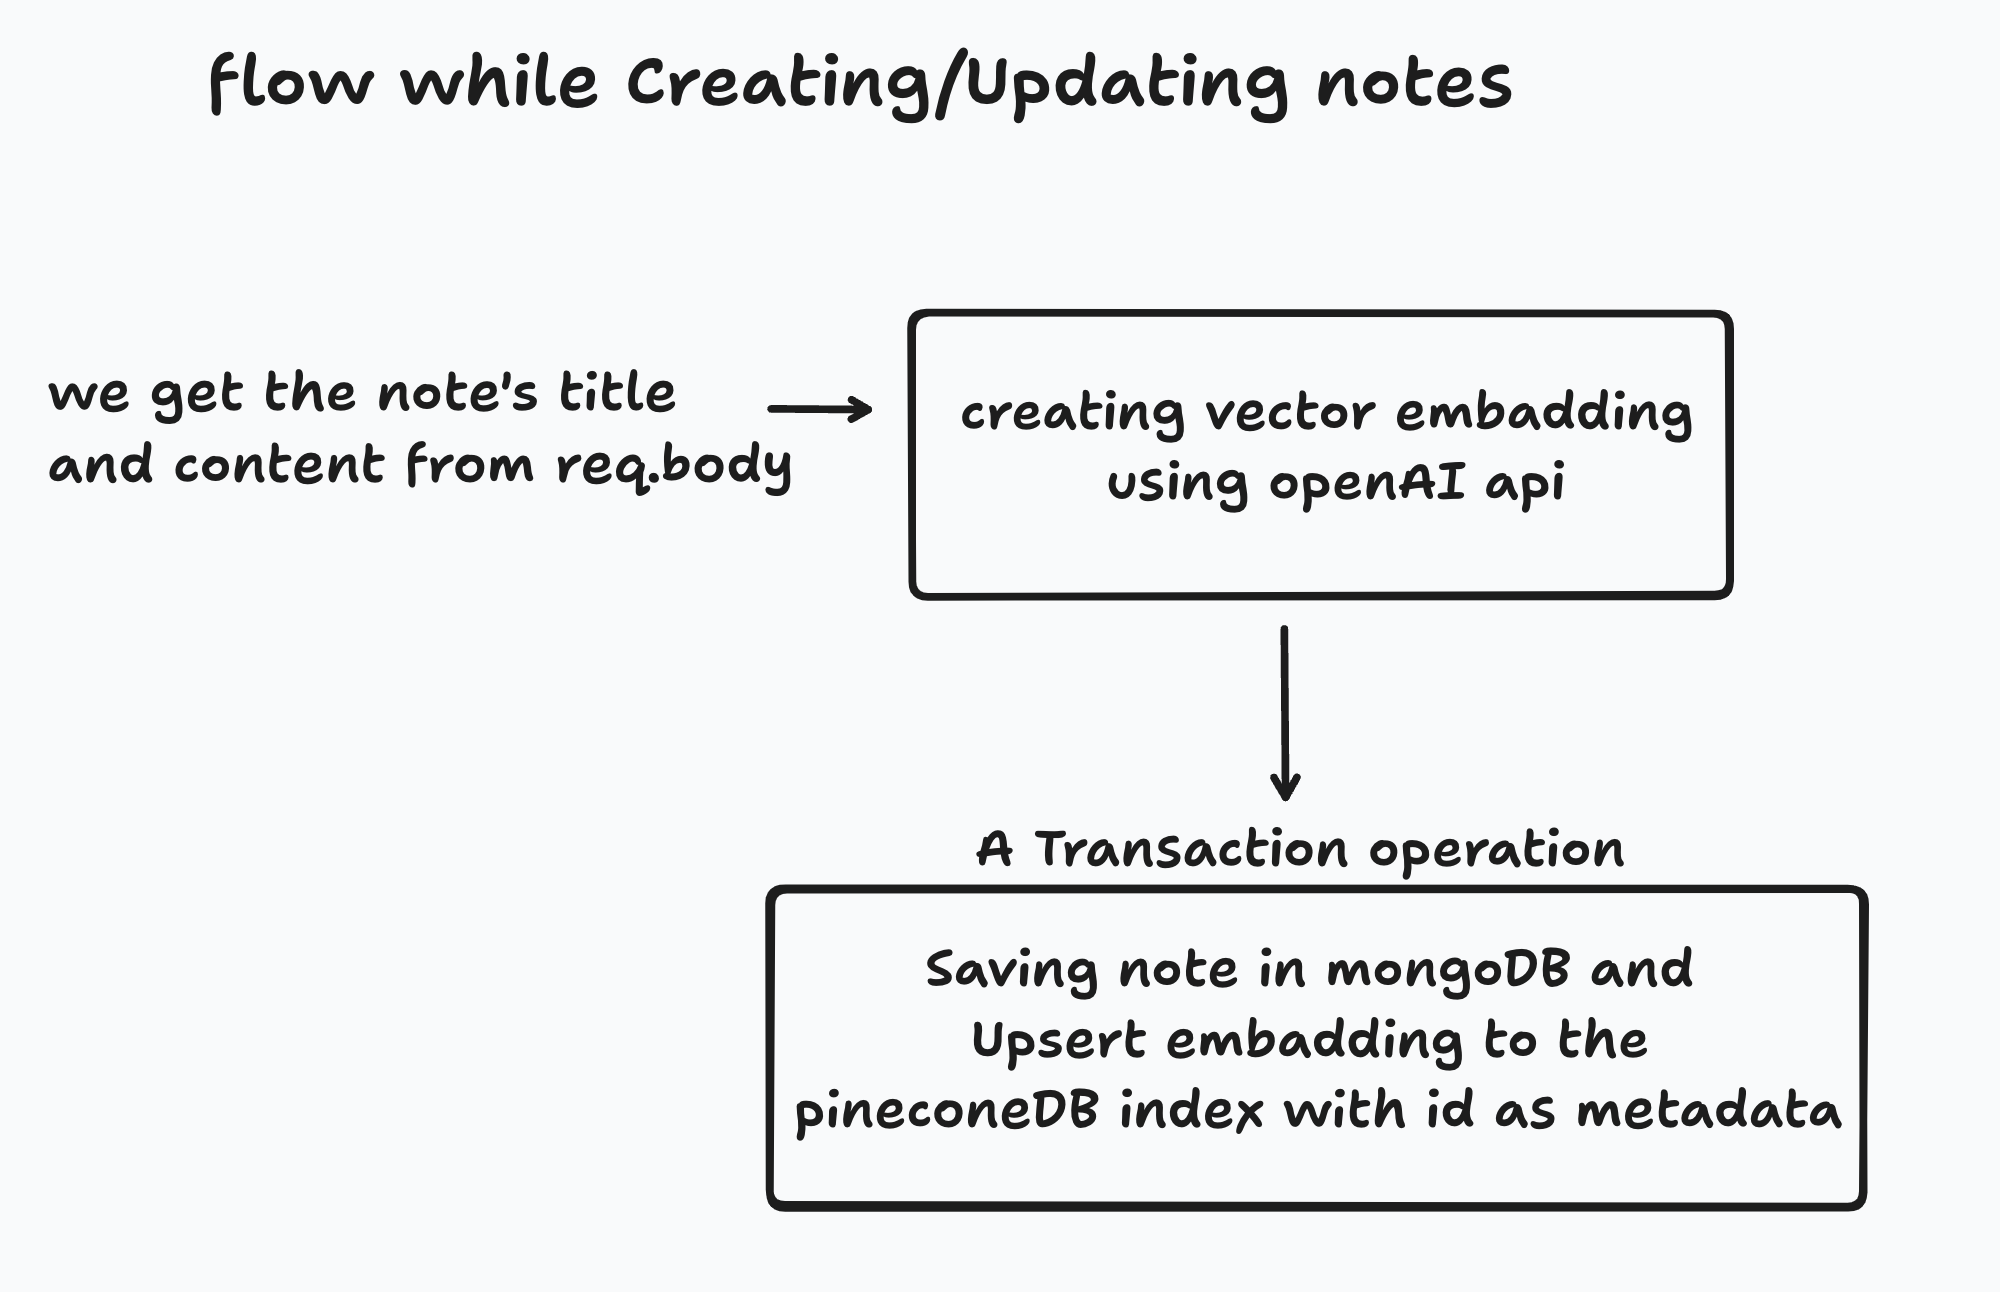 flow while Creating/Updating notes
we get the note's title
and content from req.body
creating vector embadding
using openAI api
A Transaction operation
Saving note in mongoDB and
Upsert embadding to the
pineconeDB index with id as metadata